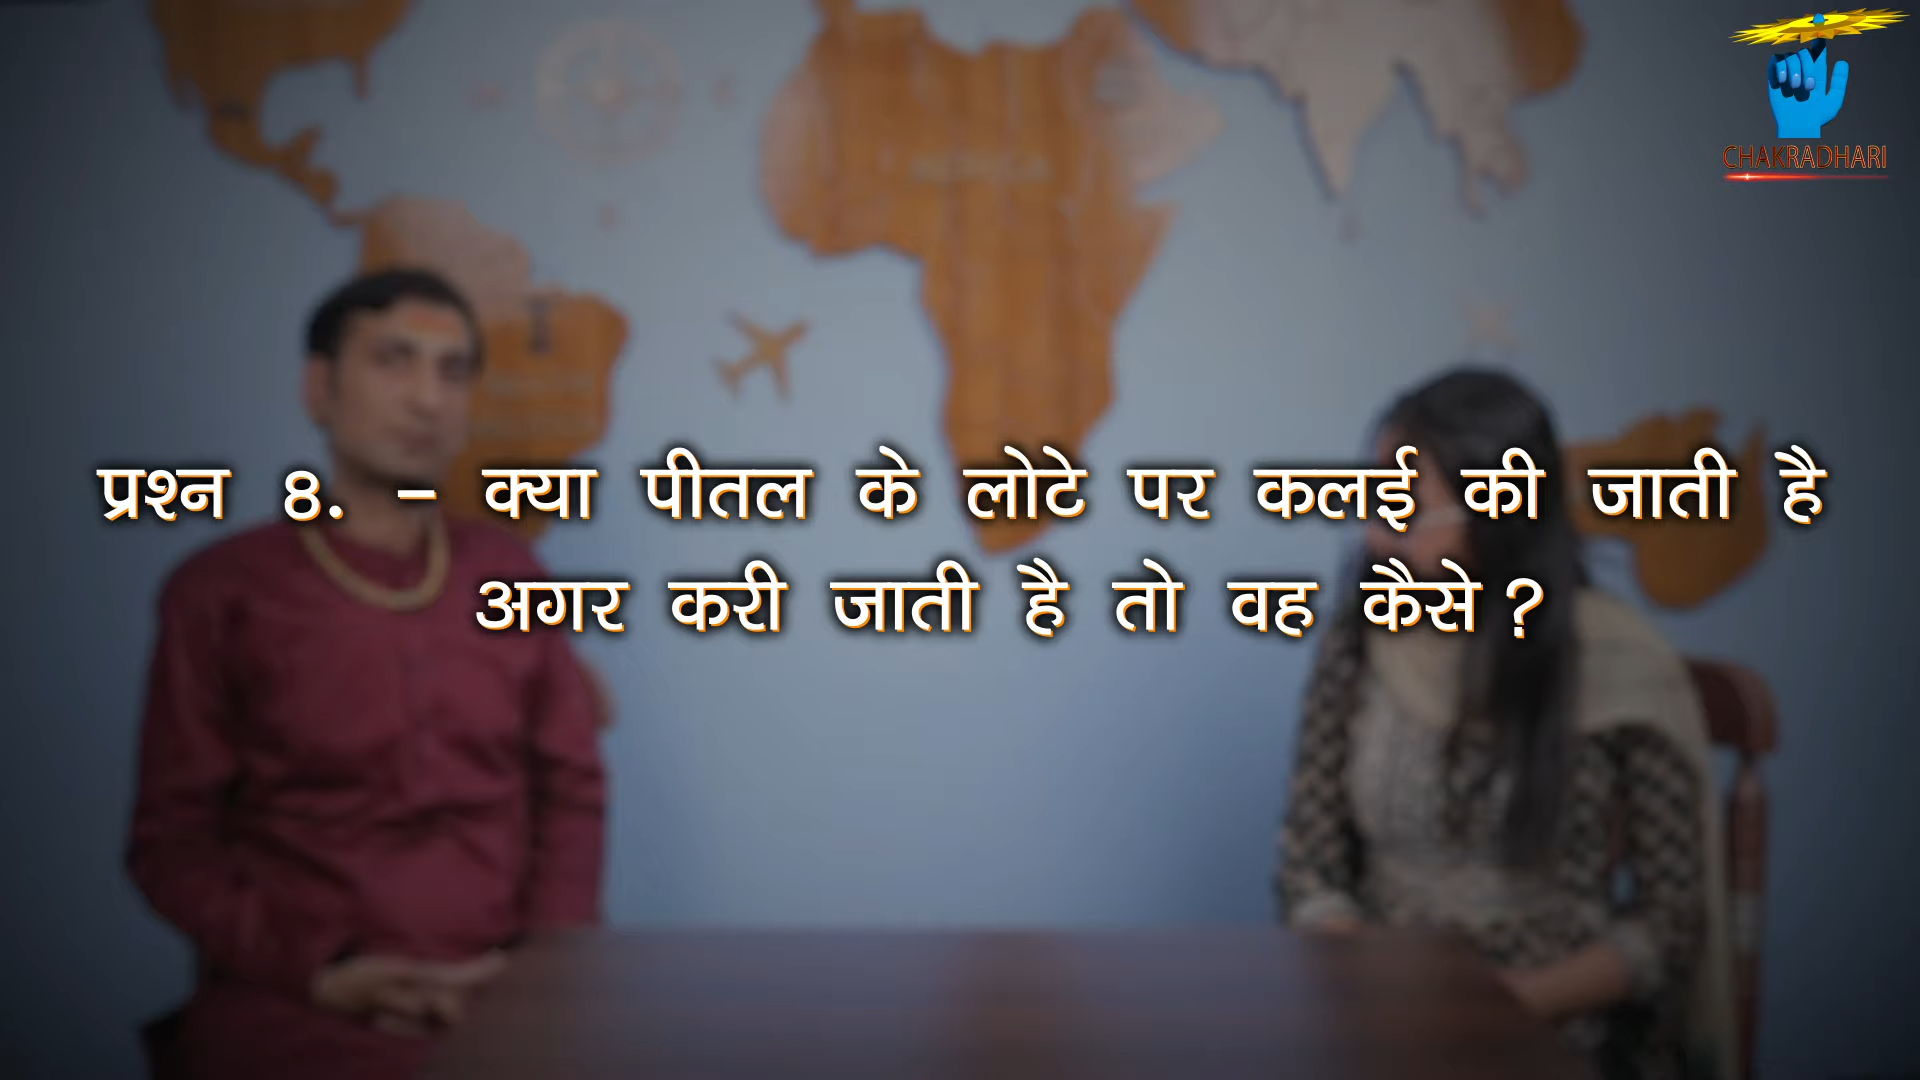 CHAKRADHARI
प्रश्न 8. - क्या पीतल के लोटे पर कलई की जाती है
अगर करी जाती है तो वह कैसे ?